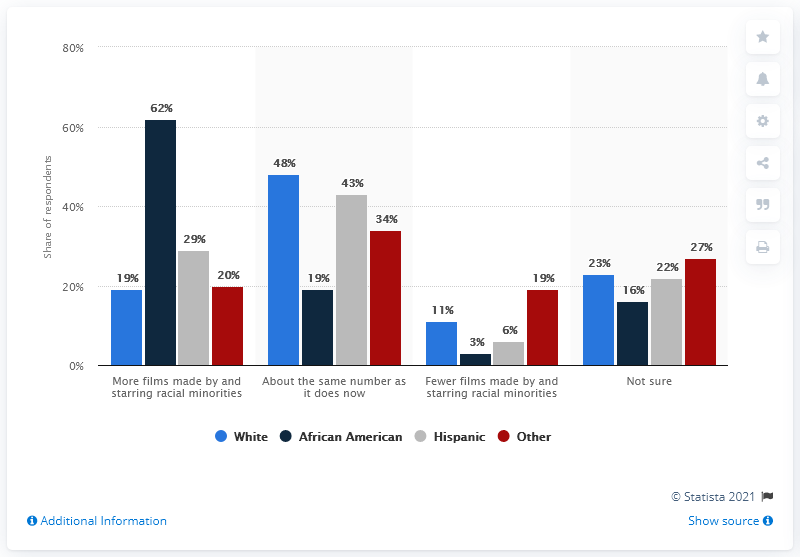 80%
60%
40%
20%
0%
Share of respondents
19%
62%
29%
20%
48%
19%
43%
34%
11%
3%
6%
19%
23%
16%
22%
27%
More films made by and
starring racial minorities
About the same number as
it does now
Fewer films made by and
starring racial minorities
Not sure
White
African American
Hispanic
Other
© Statista 2021
Additional Information
Show source